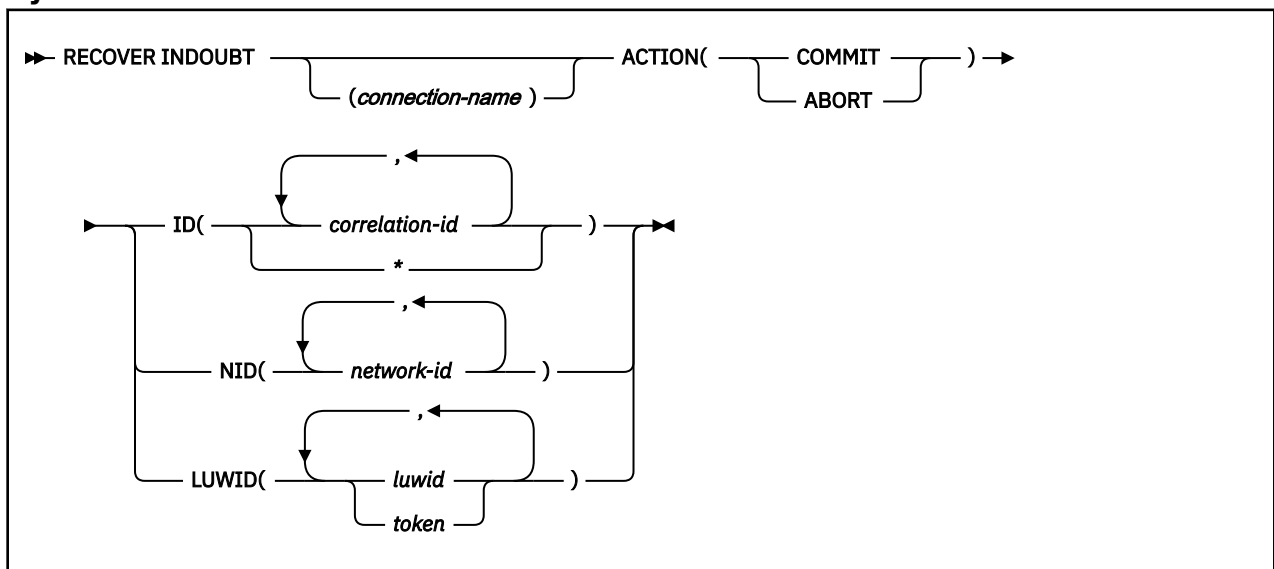 RECOVER INDOUBT ACTION( COMMIT )
(connection-name ) ABORT
,
ID( correlation-id )
*
,
NID( network-id )
,
LUWID( luwid )
token